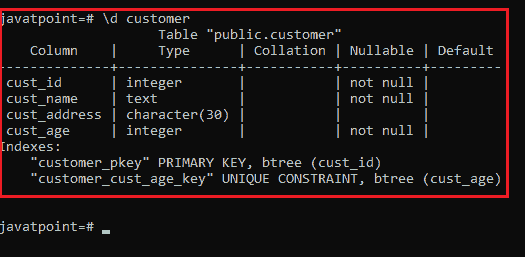 javatpoint=# \d customer
                        Table "public.customer"
    Column    |     Type      | Collation | Nullable | Default
--------------+---------------+-----------+----------+---------
 cust_id      | integer       |           | not null |
 cust_name    | text          |           | not null |
 cust_address | character(30) |           |          |
 cust_age     | integer       |           | not null |
Indexes:
    "customer_pkey" PRIMARY KEY, btree (cust_id)
    "customer_cust_age_key" UNIQUE CONSTRAINT, btree (cust_age)
javatpoint=#